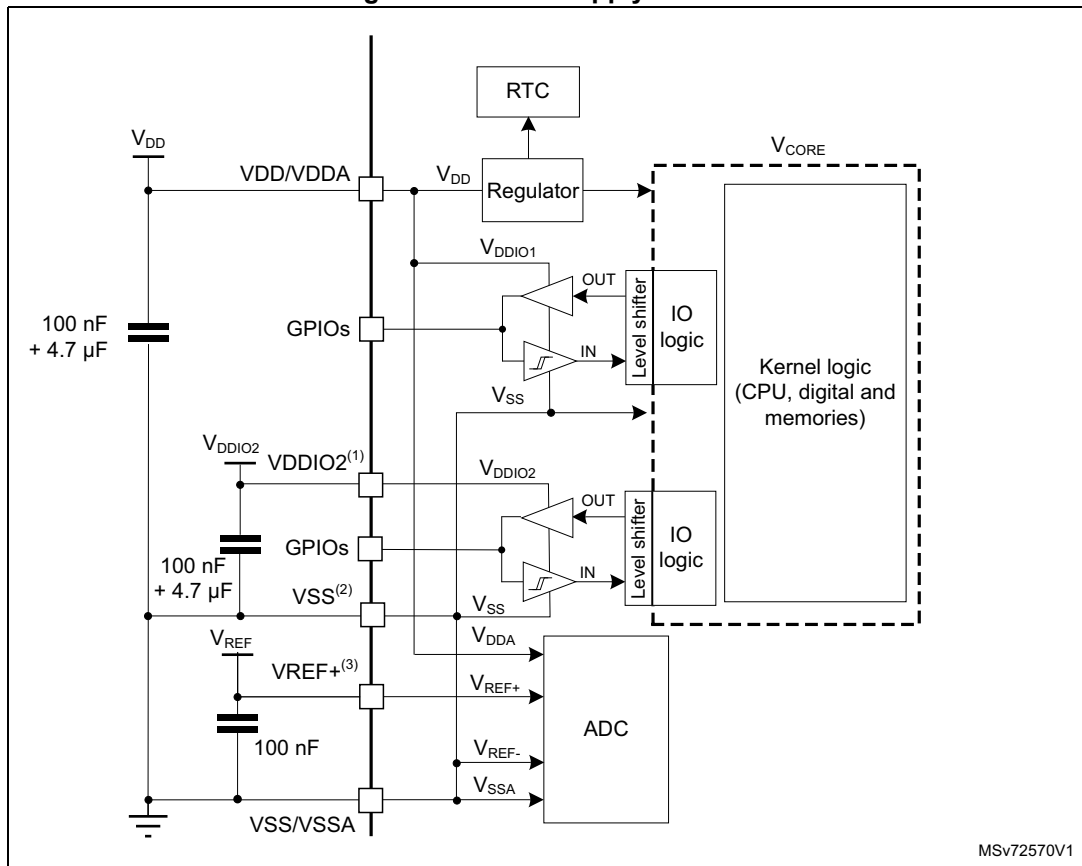 RTC
VDD
VCORE
VDD/VDDA
VDD
Regulator
VDDIO1
OUT
Level shifter
IO
logic
100 nF
+ 4.7 µF
GPIOs
IN
Kernel logic
(CPU, digital and
memories)
VSS
VDDIO2
VDDIO2(1)
VDDIO2
OUT
Level shifter
IO
logic
GPIOs
100 nF
+ 4.7 µF
IN
VSS(2)
VSS
VREF
VDDA
VREF+(3)
VREF+
ADC
100 nF
VREF-
VSSA
VSS/VSSA
MSv72570V1